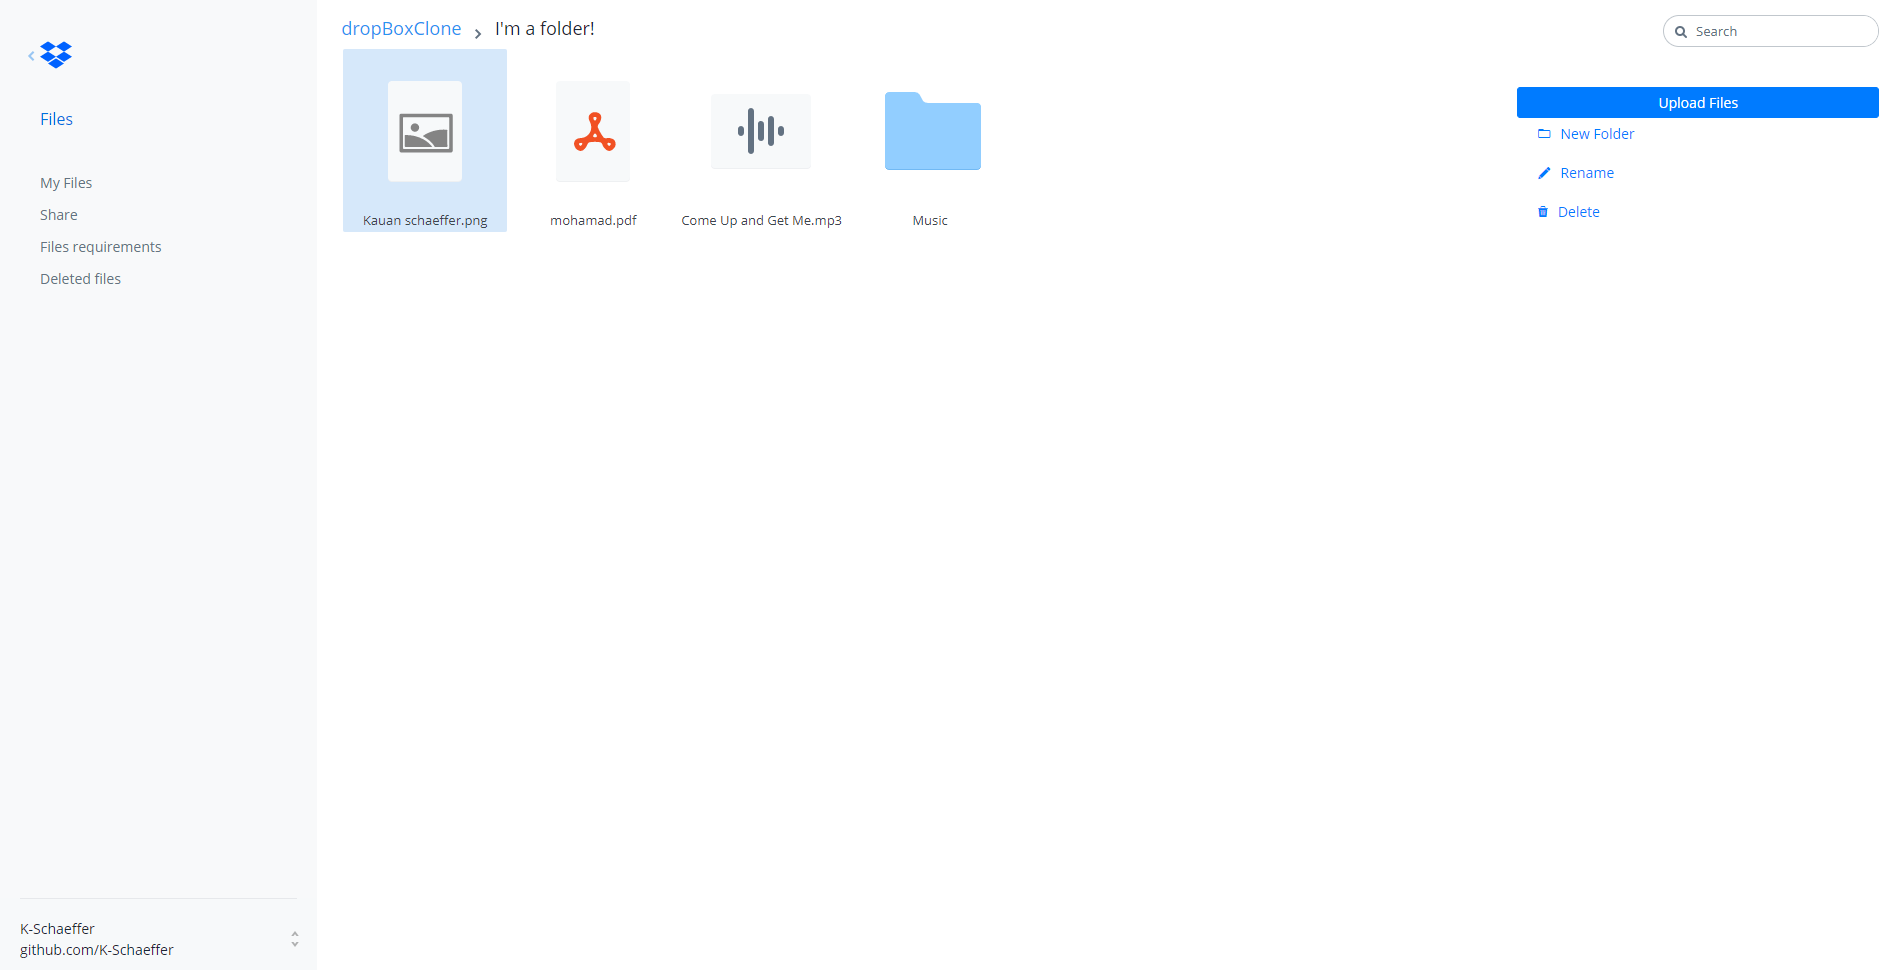 dropBoxClone I'm a folder!
Search
Files
My Files
Share
Files requirements
Deleted files
Kauan schaeffer.png
mohamad.pdf
Come Up and Get Me.mp3
Music
Upload Files
New Folder
Rename
Delete
K-Schaeffer
github.com/K-Schaeffer